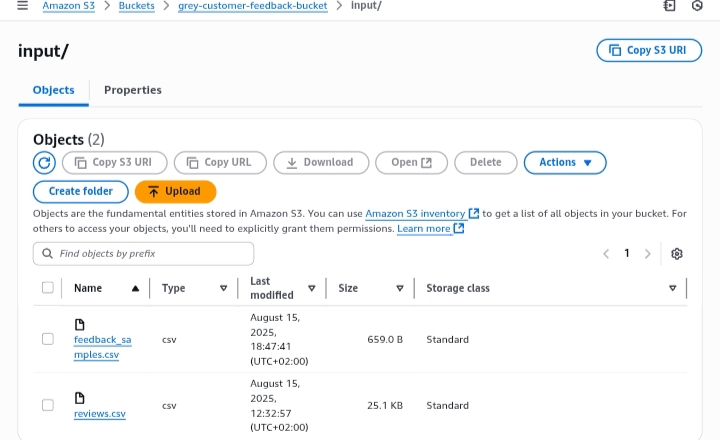 Amazon S3 > Buckets > grey-customer-feedback-bucket > input/
input/
Copy S3 URI
Objects
Properties
Objects (2)
Copy S3 URI
Copy URL
Download
Open
Delete
Actions
Create folder
Upload
Objects are the fundamental entities stored in Amazon S3. You can use Amazon S3 inventory to get a list of all objects in your bucket. For
others to access your objects, you'll need to explicitly grant them permissions. Learn more
Find objects by prefix
1
Name
Type
Last
modified
Size
Storage class
feedback_sa
mples.csv
csv
August 15,
2025,
18:47:41
(UTC+02:00)
659.0 B
Standard
reviews.csv
csv
August 15,
2025,
12:32:57
(UTC+02:00)
25.1 KB
Standard